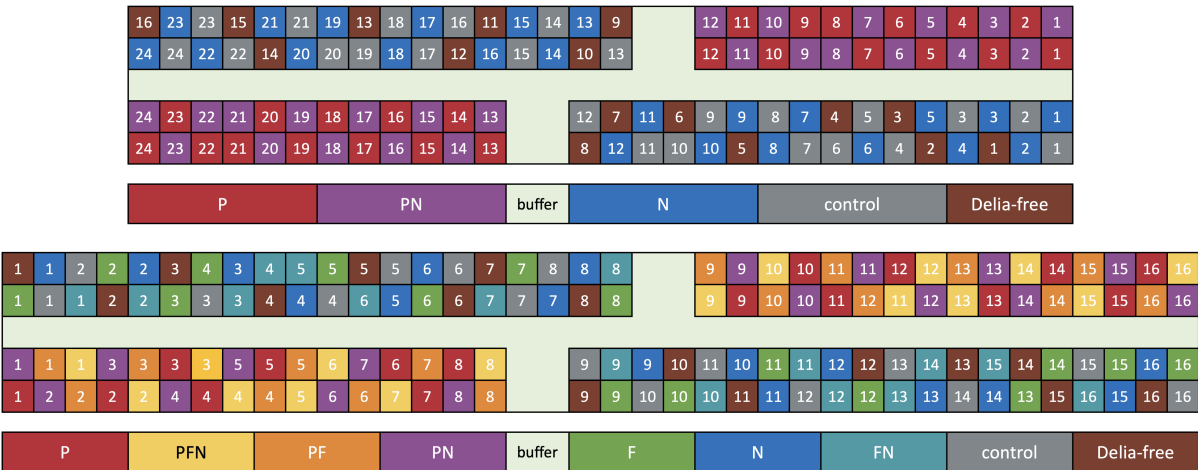 16 23 23 15 21 21 19 13 18 17 16 11 15 14 13 9 12 11 10 9 8 7 6 5 4 3 2 1
24 24 22 22 14 20 20 19 18 17 12 16 15 14 10 13 12 11 10 9 8 7 6 5 4 3 2 1
24 23 22 21 20 19 18 17 16 15 14 13 12 7 11 6 9 9 8 7 4 5 3 5 3 3 2 1
24 23 22 21 20 19 18 17 16 15 14 13 8 12 11 10 10 5 8 7 6 6 4 2 4 1 2 1
P PN buffer N control Delia-free
1 1 2 2 2 3 4 3 4 5 5 5 5 6 6 7 7 8 8 8 9 9 10 10 11 11 12 12 13 13 14 14 15 15 16 16
1 1 1 2 2 3 3 3 4 4 4 6 5 6 6 7 7 7 8 8 9 9 10 10 11 12 11 12 13 13 14 14 15 15 16 16
1 1 1 3 3 3 3 5 5 5 6 7 6 7 8 8 9 9 9 10 11 10 11 11 12 12 13 14 13 15 14 14 15 15 16 16
1 2 2 2 2 4 4 4 4 5 6 6 7 7 8 8 9 9 10 10 10 11 11 12 12 12 13 13 14 14 13 15 16 15 16 16
P PFN PF PN buffer F N FN control Delia-free